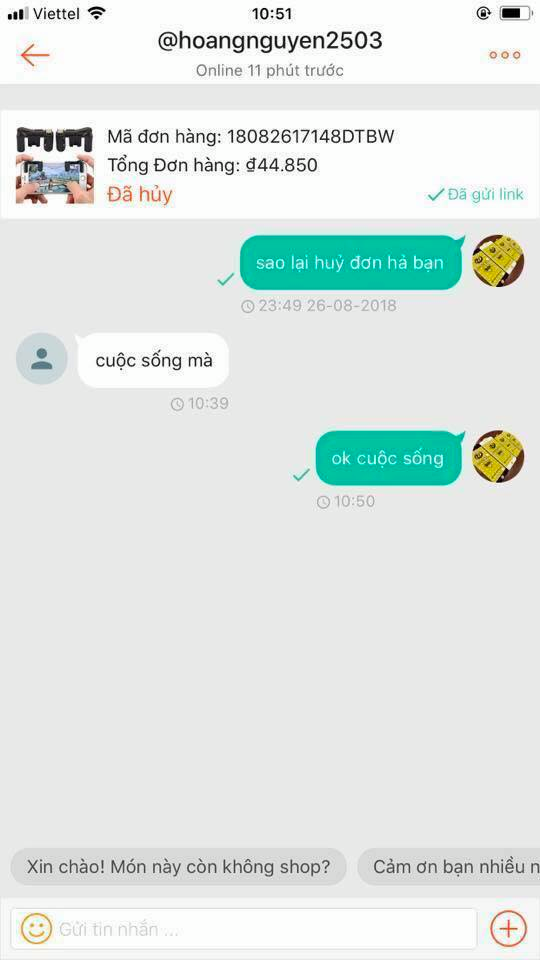 Viettel
10:51
@hoangnguyen2503
Online 11 phút trước
Mã đơn hàng: 18082617148DTBW
Tổng Đơn hàng: ₫44.850
Đã hủy
Đã gửi link
sao lại huỷ đơn hả bạn
23:49 26-08-2018
cuộc sống mà
10:39
ok cuộc sống
10:50
Xin chào! Món này còn không shop?
Cảm ơn bạn nhiều n
Gửi tin nhắn ...